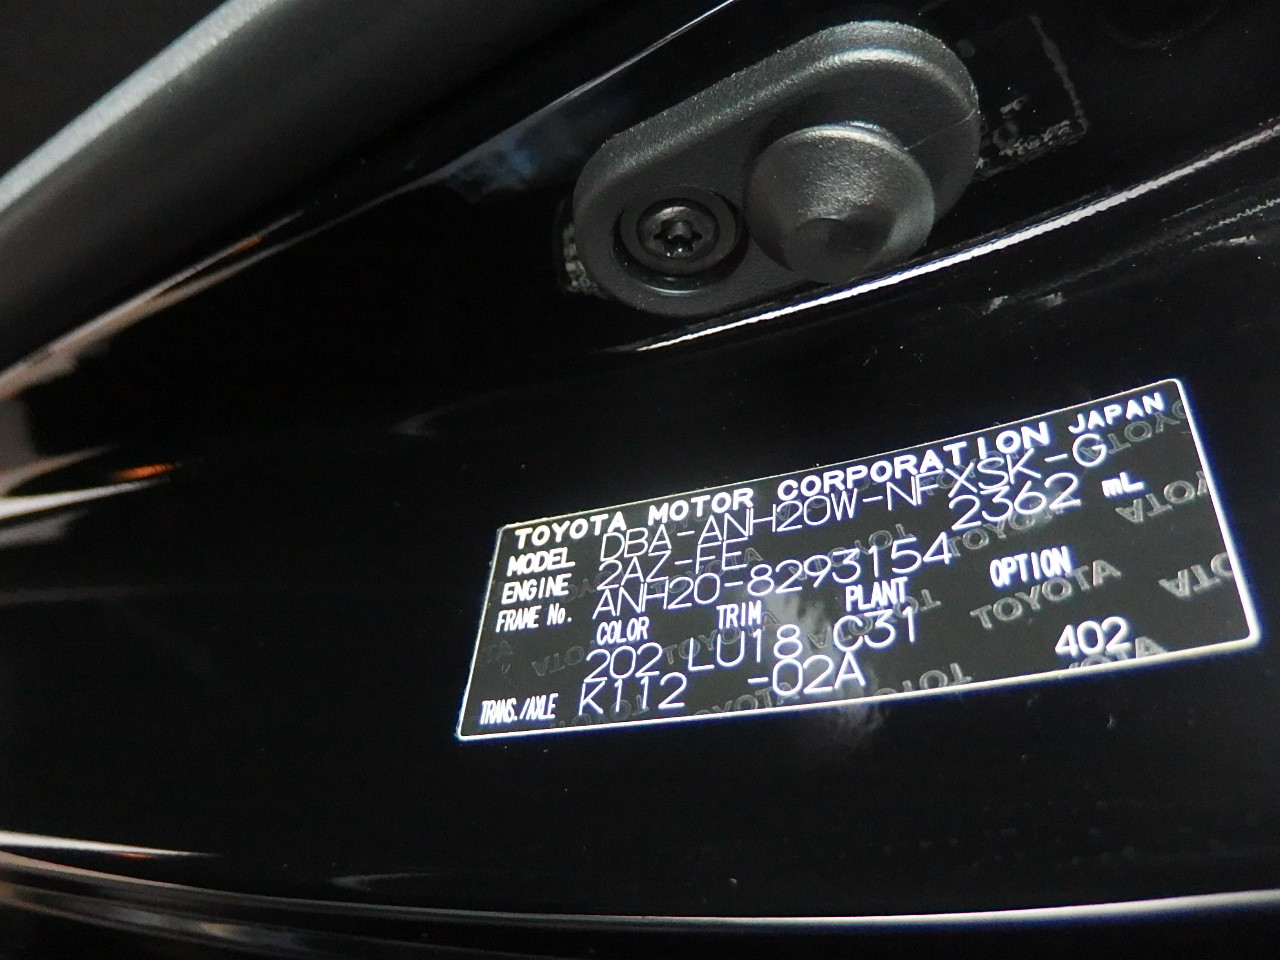 TOYOTA MOTOR CORPORATION JAPAN
MODEL DBA-ANH20W-NFXSK-G
ENGINE 2AZ-FE 2362 mL
FRAME No. ANH20-8293154
COLOR TRIM PLANT OPTION
202 LU18 C31 402
TRANS./AXLE K112 -02A